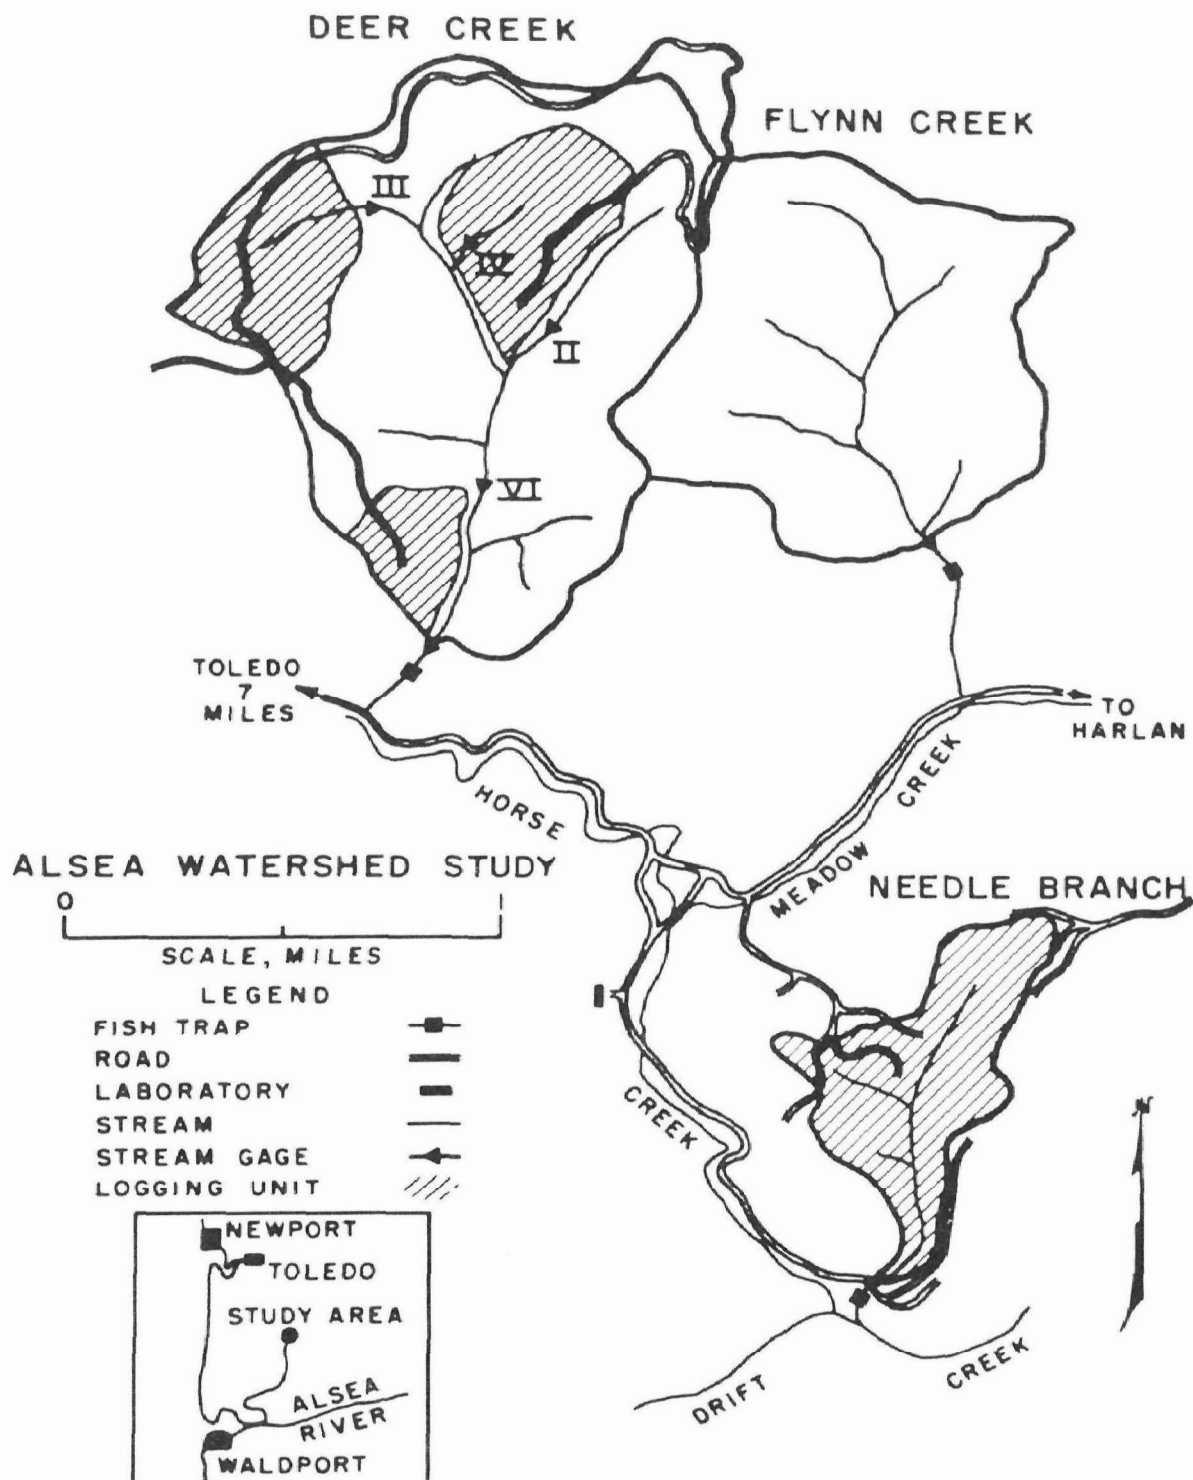 DEER CREEK
FLYNN CREEK
III
IV
II
VI
TOLEDO
7
MILES
TO
HARLAN
HORSE
CREEK
MEADOW
ALSEA WATERSHED STUDY
NEEDLE BRANCH
0
1
SCALE, MILES
LEGEND
FISH TRAP
ROAD
LABORATORY
STREAM
STREAM GAGE
LOGGING UNIT
CREEK
N
NEWPORT
TOLEDO
STUDY AREA
ALSEA
RIVER
WALDPORT
DRIFT
CREEK